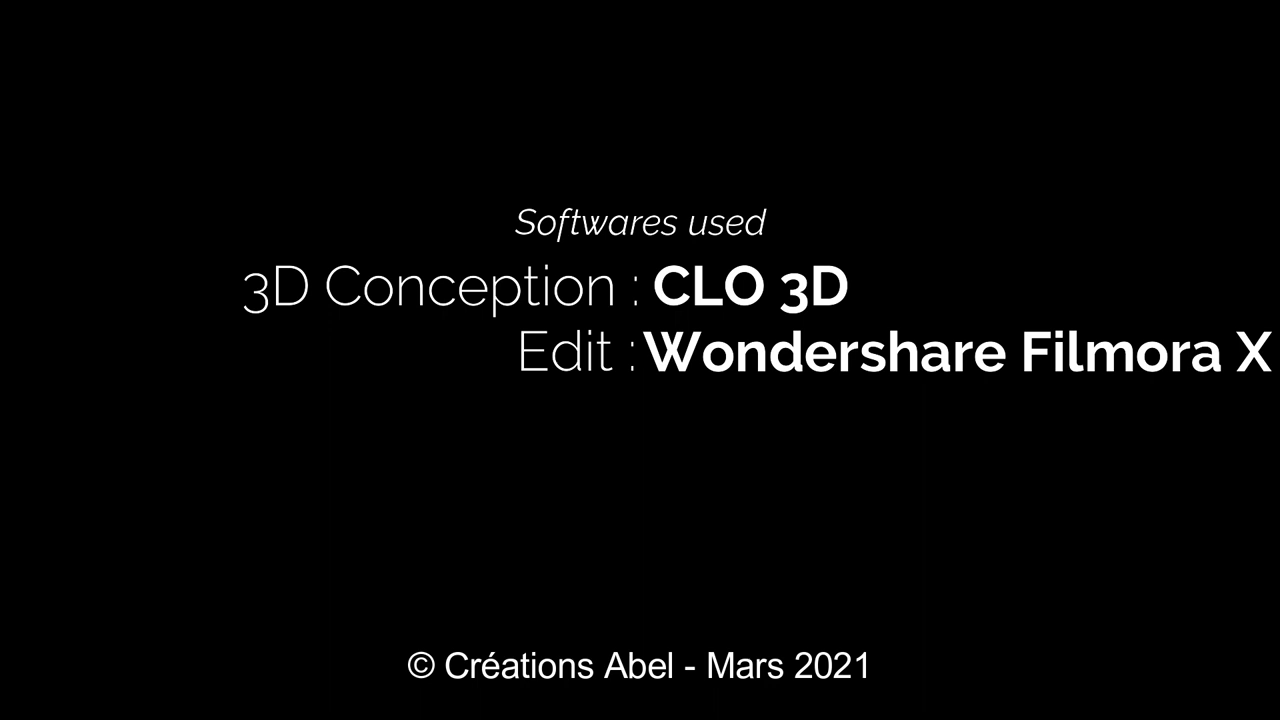 Softwares used
3D Conception : CLO 3D
Edit : Wondershare Filmora X
© Créations Abel - Mars 2021